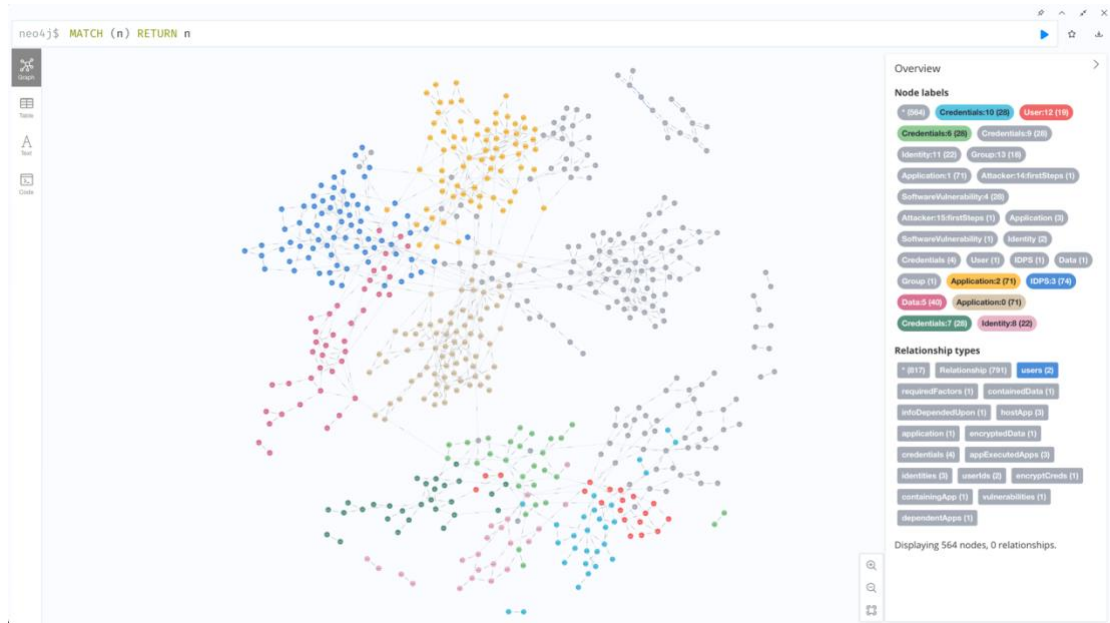 neo4j$ MATCH (n) RETURN n
Graph
Table
Text
Code
Overview
Node labels
* (564) Credentials:10 (28) User:12 (19)
Credentials:6 (28) Credentials:9 (28)
Identity:11 (22) Group:13 (18)
Application:1 (71) Attacker:14:firstSteps (1)
SoftwareVulnerability:4 (28)
Attacker:15:firstSteps (1) Application (3)
SoftwareVulnerability (1) Identity (2)
Credentials (4) User (1) IDPS (1) Data (1)
Group (1) Application:2 (71) IDPS:3 (74)
Data:5 (40) Application:0 (71)
Credentials:7 (28) Identity:8 (22)
Relationship types
* (817) Relationship (791) users (2)
requiredFactors (1) containedData (1)
infoDependedUpon (1) hostApp (3)
application (1) encryptedData (1)
credentials (4) appExecutedApps (3)
identities (3) userIds (2) encryptCreds (1)
containingApp (1) vulnerabilities (1)
dependentApps (1)
Displaying 564 nodes, 0 relationships.